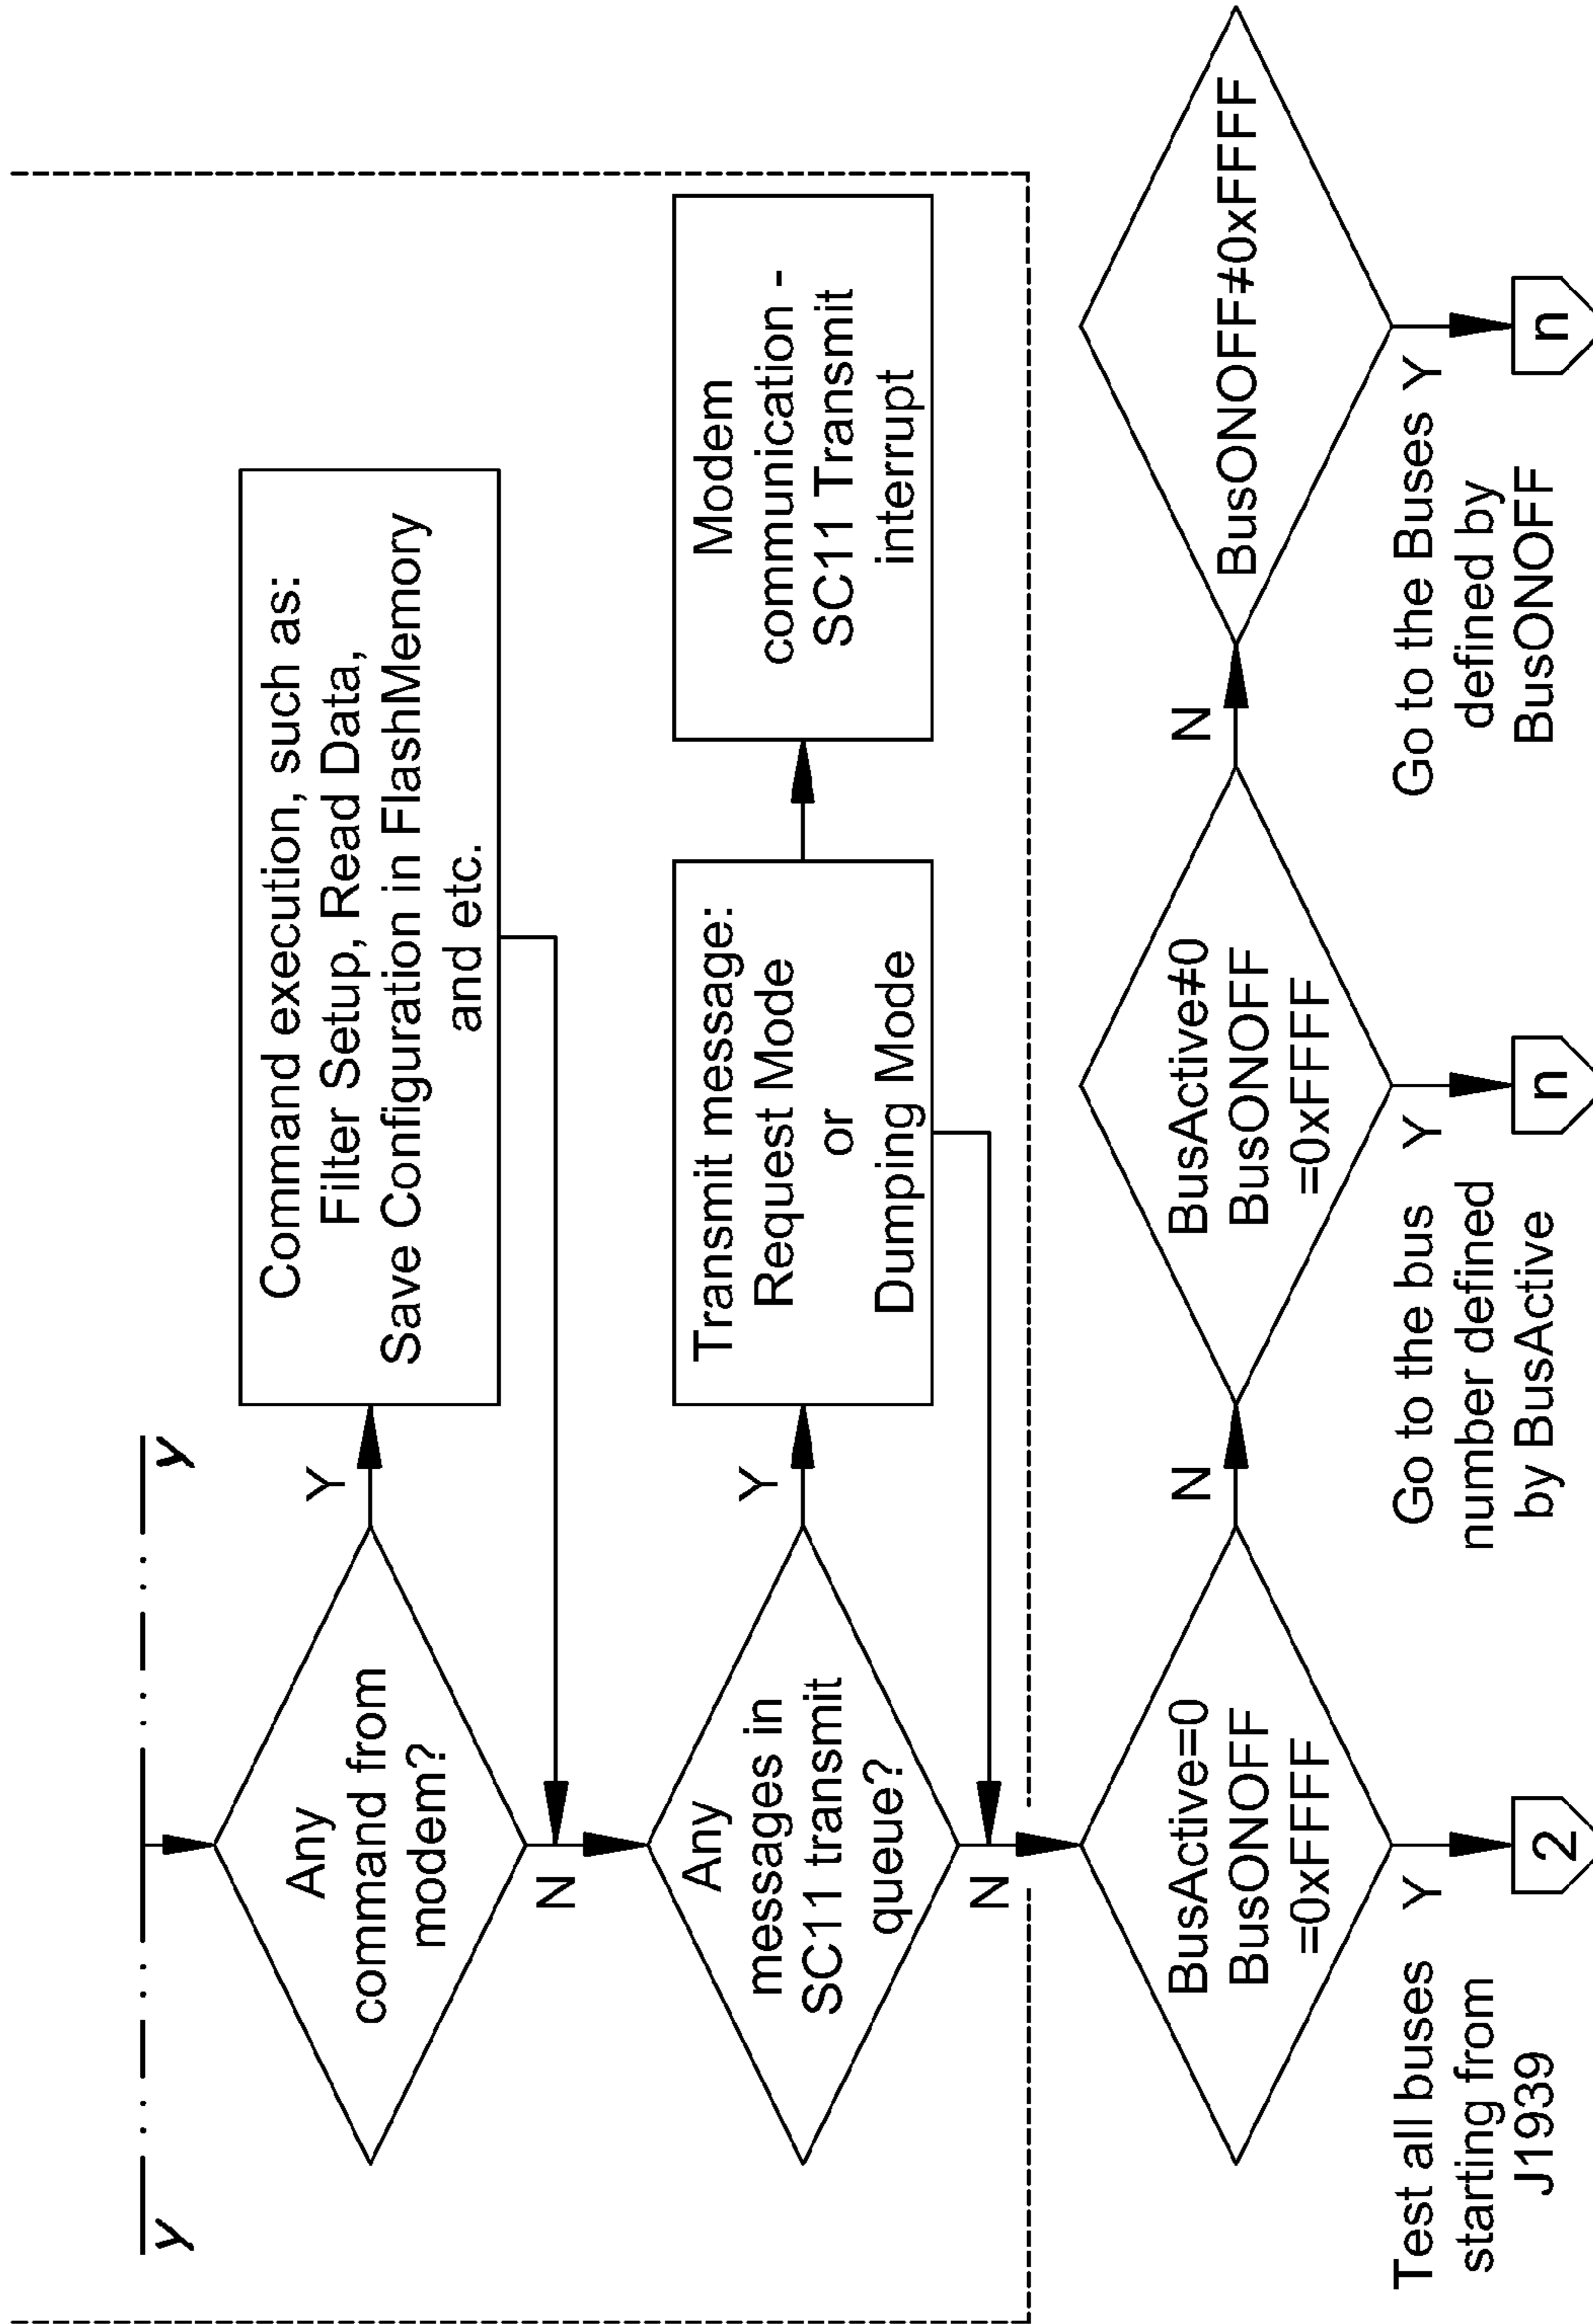 y
y
Any
command from
modem?
Y
Command execution, such as:
Filter Setup, Read Data,
Save Configuration in FlashMemory
and etc.
N
Any
messages in
SC11 transmit
queue?
Y
Transmit message:
Request Mode
or
Dumping Mode
Modem
communication -
SC11 Transmit
interrupt
N
BusActive=0
BusONOFF
=0xFFFF
N
BusActive#0
BusONOFF
=0xFFFF
N
BusONOFF#0xFFFF
Test all buses
starting from
J1939
Y
2
Go to the bus
number defined
by BusActive
Y
n
Go to the Buses
defined by
BusONOFF
Y
n